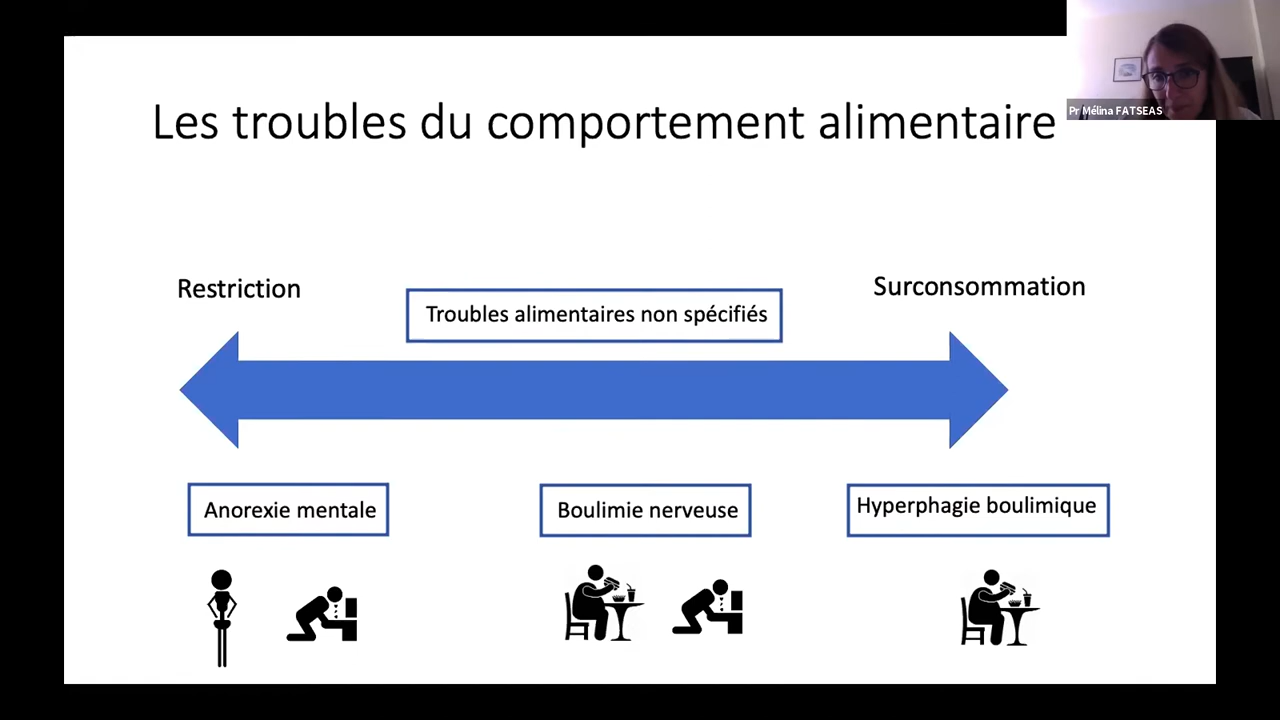 Les troubles du comportement alimentaire
Pr Mélina FATSEAS
Restriction
Surconsommation
Troubles alimentaires non spécifiés
Anorexie mentale
Boulimie nerveuse
Hyperphagie boulimique